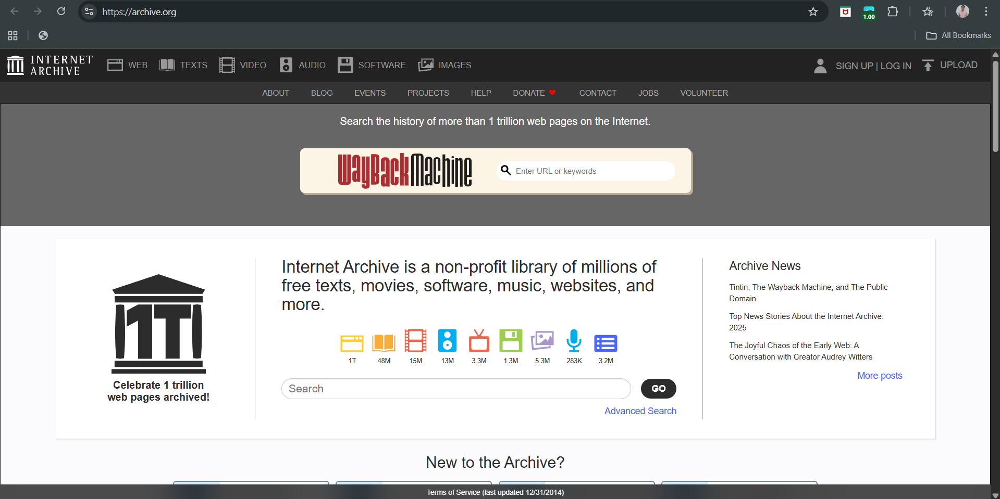 https://archive.org
1.00
All Bookmarks
INTERNET
ARCHIVE
WEB
TEXTS
VIDEO
AUDIO
SOFTWARE
IMAGES
SIGN UP | LOG IN
UPLOAD
ABOUT
BLOG
EVENTS
PROJECTS
HELP
DONATE
CONTACT
JOBS
VOLUNTEER
Search the history of more than 1 trillion web pages on the Internet.
WayBackMachine
Enter URL or keywords
1T
Celebrate 1 trillion
web pages archived!
Internet Archive is a non-profit library of millions of
free texts, movies, software, music, websites, and
more.
1T
48M
15M
13M
3.3M
1.3M
5.3M
283K
3.2M
Search
GO
Advanced Search
Archive News
Tintin, The Wayback Machine, and The Public
Domain
Top News Stories About the Internet Archive:
2025
The Joyful Chaos of the Early Web: A
Conversation with Creator Audrey Witters
More posts
New to the Archive?
Terms of Service (last updated 12/31/2014)